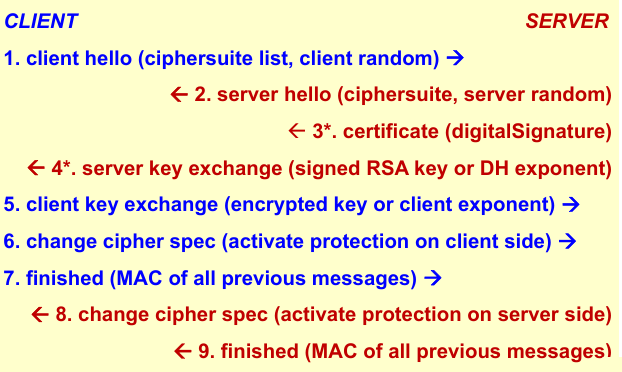 CLIENT SERVER
1. client hello (ciphersuite list, client random) →
← 2. server hello (ciphersuite, server random)
← 3*. certificate (digitalSignature)
← 4*. server key exchange (signed RSA key or DH exponent)
5. client key exchange (encrypted key or client exponent) →
6. change cipher spec (activate protection on client side) →
7. finished (MAC of all previous messages) →
← 8. change cipher spec (activate protection on server side)
← 9. finished (MAC of all previous messages)